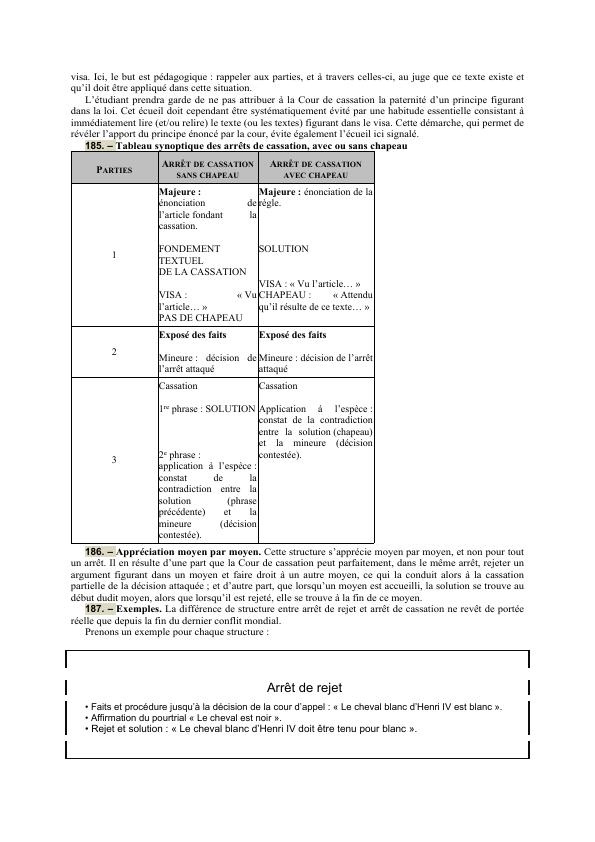 visa. Ici, le but est pédagogique : rappeler aux parties, et à travers celles-ci, au juge que ce texte existe et
qu’il doit être appliqué dans cette situation.
L’étudiant prendra garde de ne pas attribuer à la Cour de cassation la paternité d’un principe figurant
dans la loi. Cet écueil doit cependant être systématiquement évité par une habitude essentielle consistant à
immédiatement lire (et/ou relire) le texte (ou les textes) figurant dans le visa. Cette démarche, qui permet de
révéler l’apport du principe énoncé par la cour, évite également l’écueil ici signalé.
185. – Tableau synoptique des arrêts de cassation, avec ou sans chapeau
PARTIES
ARRÊT DE CASSATION
SANS CHAPEAU
ARRÊT DE CASSATION
AVEC CHAPEAU
1
Majeure :
énonciation de
l’article fondant la
cassation.
FONDEMENT
TEXTUEL
DE LA CASSATION
VISA : « Vu
l’article… »
PAS DE CHAPEAU
Majeure : énonciation de la
règle.
SOLUTION
VISA : « Vu l’article… »
CHAPEAU : « Attendu
qu’il résulte de ce texte… »
2
Exposé des faits
Mineure : décision de
l’arrêt attaqué
Exposé des faits
Mineure : décision de l’arrêt
attaqué
3
Cassation
1re phrase : SOLUTION
2e phrase :
application à l’espèce :
constat de la
contradiction entre la
solution (phrase
précédente) et la
mineure (décision
contestée).
Cassation
Application à l’espèce :
constat de la contradiction
entre la solution (chapeau)
et la mineure (décision
contestée).
186. – Appréciation moyen par moyen. Cette structure s’apprécie moyen par moyen, et non pour tout
un arrêt. Il en résulte d’une part que la Cour de cassation peut parfaitement, dans le même arrêt, rejeter un
argument figurant dans un moyen et faire droit à un autre moyen, ce qui la conduit alors à la cassation
partielle de la décision attaquée ; et d’autre part, que lorsqu’un moyen est accueilli, la solution se trouve au
début dudit moyen, alors que lorsqu’il est rejeté, elle se trouve à la fin de ce moyen.
187. – Exemples. La différence de structure entre arrêt de rejet et arrêt de cassation ne revêt de portée
réelle que depuis la fin du dernier conflit mondial.
Prenons un exemple pour chaque structure :
Arrêt de rejet
• Faits et procédure jusqu’à la décision de la cour d’appel : « Le cheval blanc d’Henri IV est blanc ».
• Affirmation du pourtrial « Le cheval est noir ».
• Rejet et solution : « Le cheval blanc d’Henri IV doit être tenu pour blanc ».